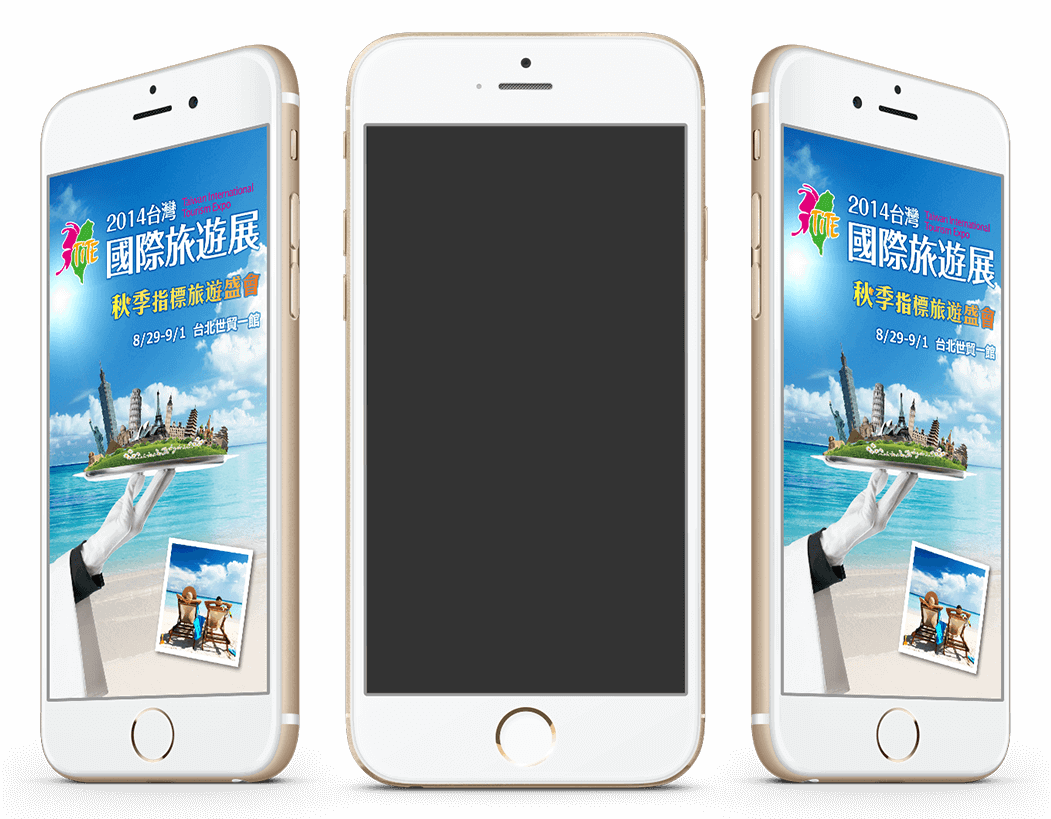 2014台灣
Taiwan International
Tourism Expo
TITE
國際旅遊展
秋季指標旅遊盛會
8/29-9/1 台北世貿一館
2014台灣
Taiwan International
Tourism Expo
TITE
國際旅遊展
秋季指標旅遊盛會
8/29-9/1 台北世貿一館